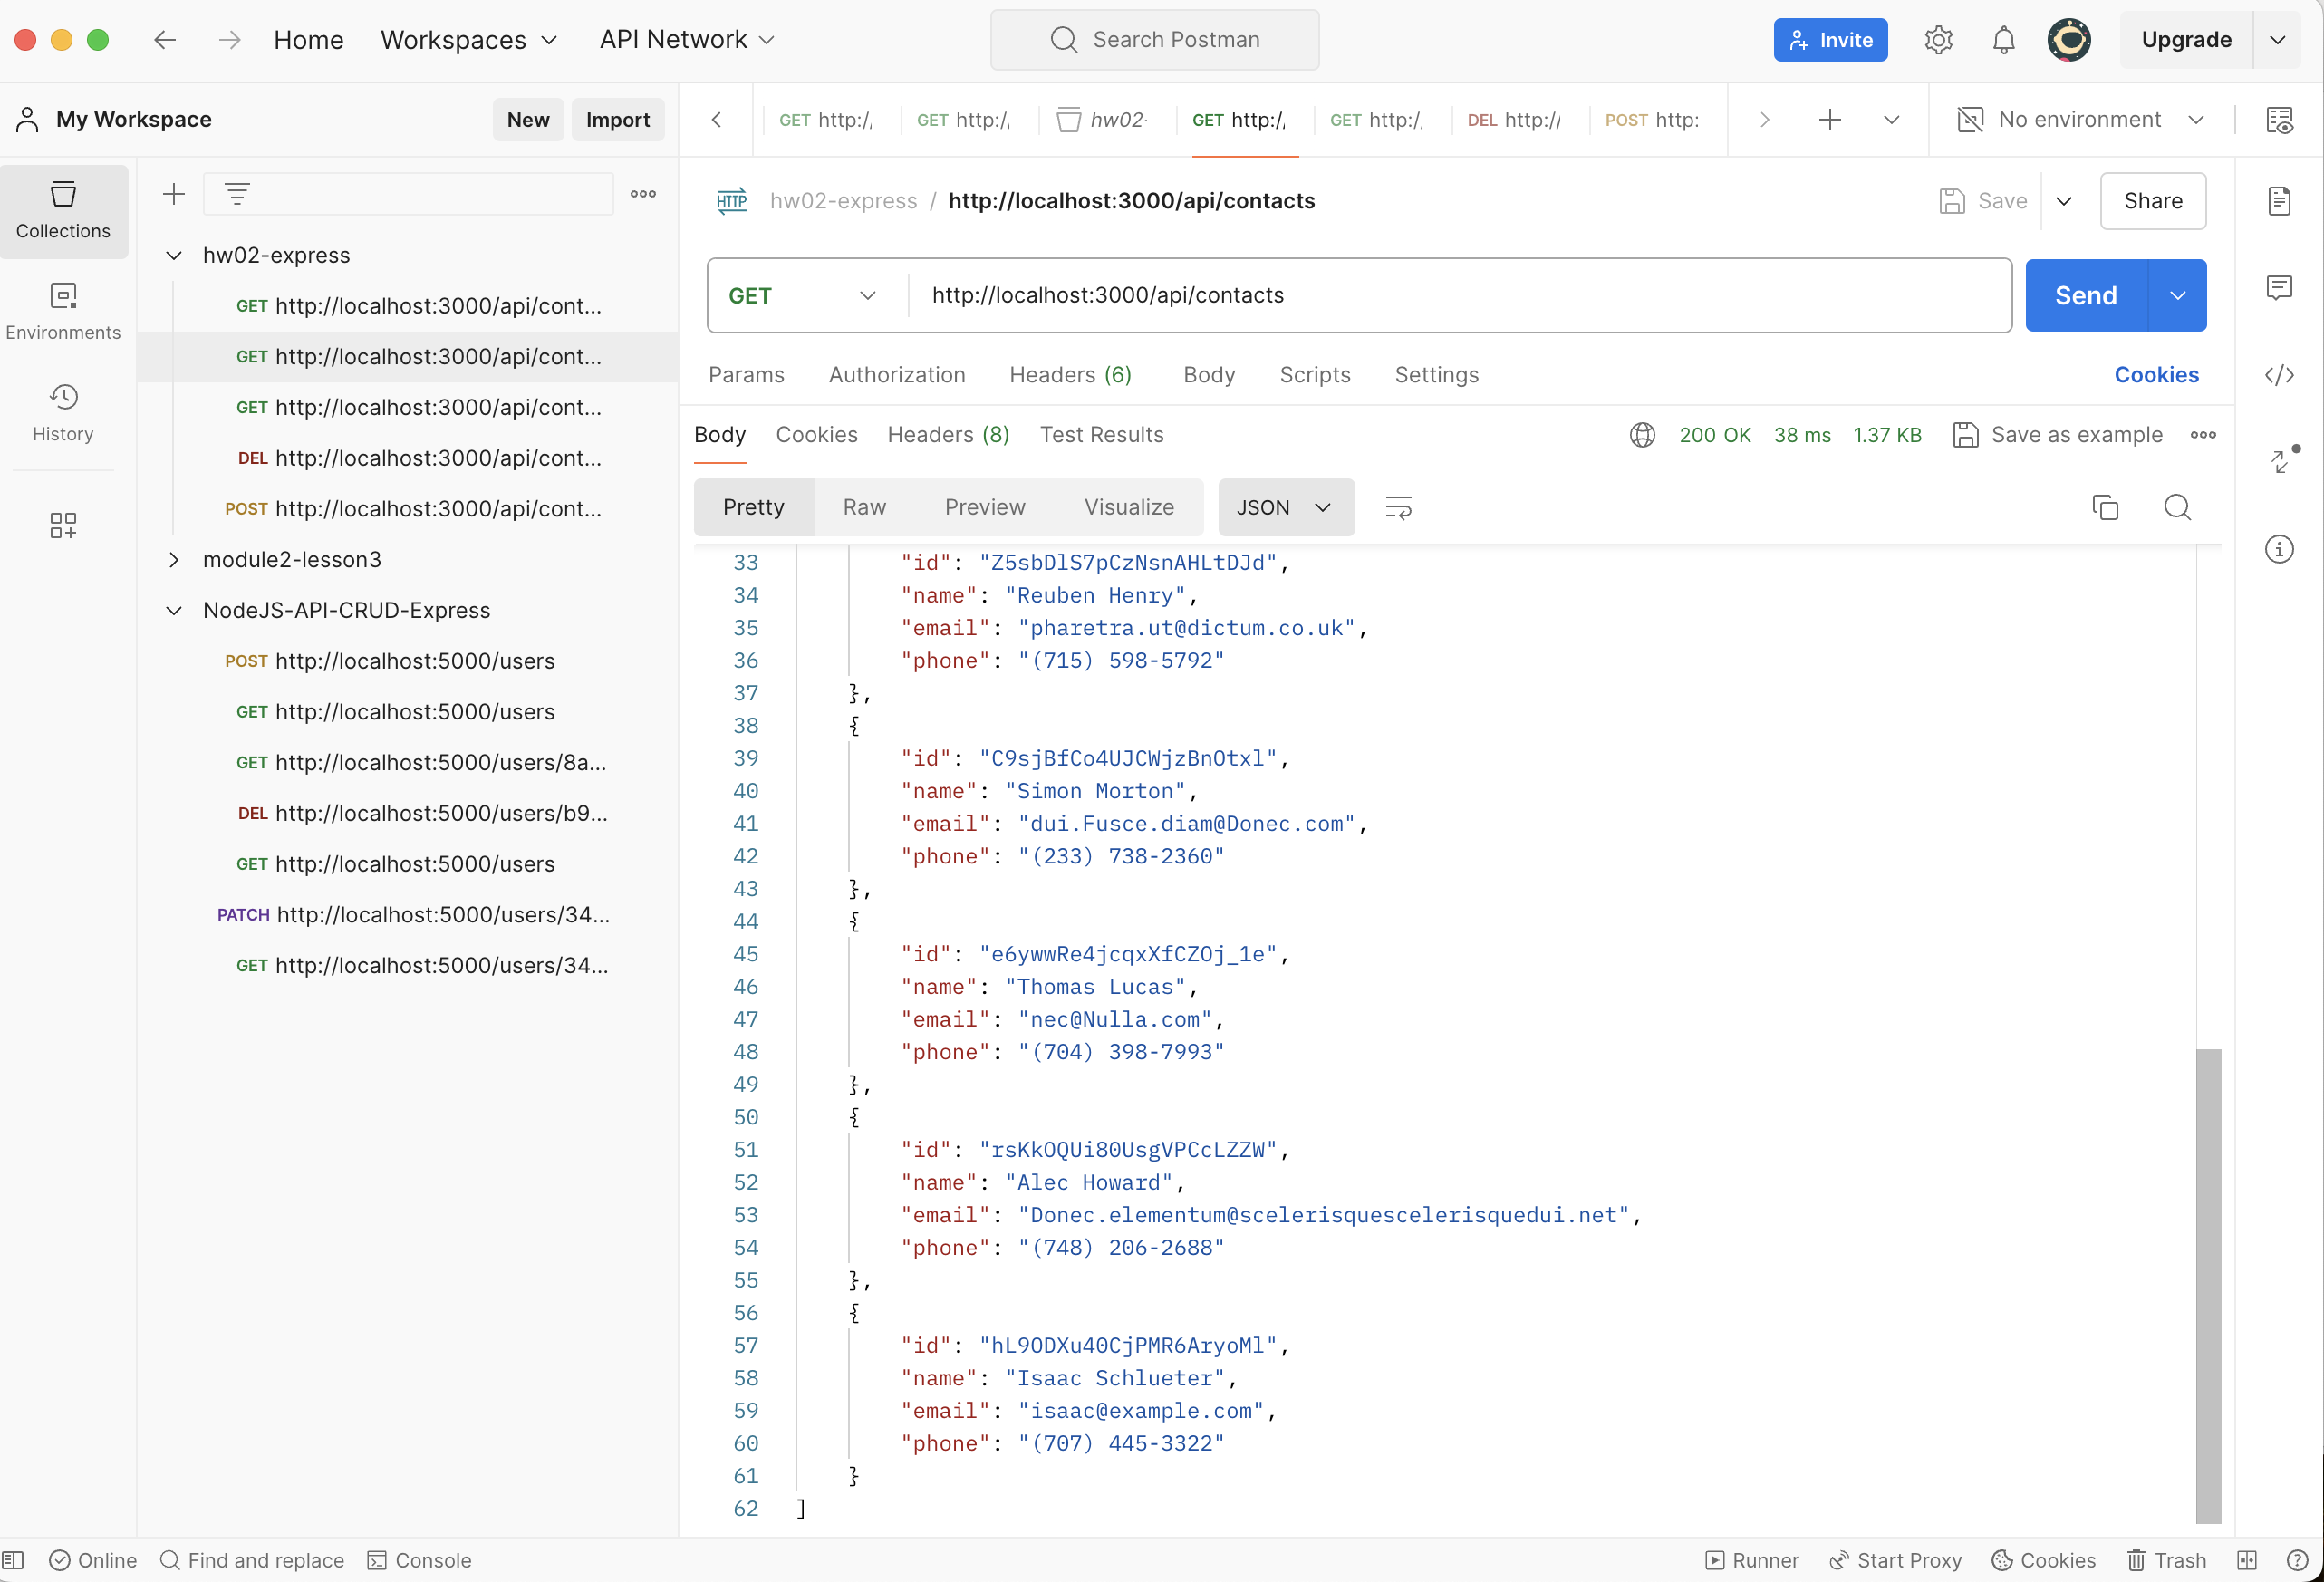 Home Workspaces API Network Search Postman Invite Upgrade
My Workspace New Import
GET http:/ GET http:/ hw02- GET http:/ GET http:/ DEL http:// POST http: No environment
Collections
Environments
History
hw02-express
GET http://localhost:3000/api/cont...
GET http://localhost:3000/api/cont...
GET http://localhost:3000/api/cont...
DEL http://localhost:3000/api/cont...
POST http://localhost:3000/api/cont...
module2-lesson3
NodeJS-API-CRUD-Express
POST http://localhost:5000/users
GET http://localhost:5000/users
GET http://localhost:5000/users/8a...
DEL http://localhost:5000/users/b9...
GET http://localhost:5000/users
PATCH http://localhost:5000/users/34...
GET http://localhost:5000/users/34...
HTTP hw02-express / http://localhost:3000/api/contacts Save Share
GET http://localhost:3000/api/contacts Send
Params Authorization Headers (6) Body Scripts Settings Cookies
Body Cookies Headers (8) Test Results 200 OK 38 ms 1.37 KB Save as example
Pretty Raw Preview Visualize JSON
33 "id": "Z5sbDlS7pCzNsnAHLtDJd",
34 "name": "Reuben Henry",
35 "email": "pharetra.ut@dictum.co.uk",
36 "phone": "(715) 598-5792"
37 },
38 {
39 "id": "C9sjBfCo4UJCWjzBnOtxl",
40 "name": "Simon Morton",
41 "email": "dui.Fusce.diam@Donec.com",
42 "phone": "(233) 738-2360"
43 },
44 {
45 "id": "e6ywwRe4jcqxXfCZOj_1e",
46 "name": "Thomas Lucas",
47 "email": "nec@Nulla.com",
48 "phone": "(704) 398-7993"
49 },
50 {
51 "id": "rsKkOQUi80UsgVPCcLZZW",
52 "name": "Alec Howard",
53 "email": "Donec.elementum@scelerisquescelerisquedui.net",
54 "phone": "(748) 206-2688"
55 },
56 {
57 "id": "hL9ODXu40CjPMR6AryoMl",
58 "name": "Isaac Schlueter",
59 "email": "isaac@example.com",
60 "phone": "(707) 445-3322"
61 }
62 ]
Online Find and replace Console Runner Start Proxy Cookies Trash